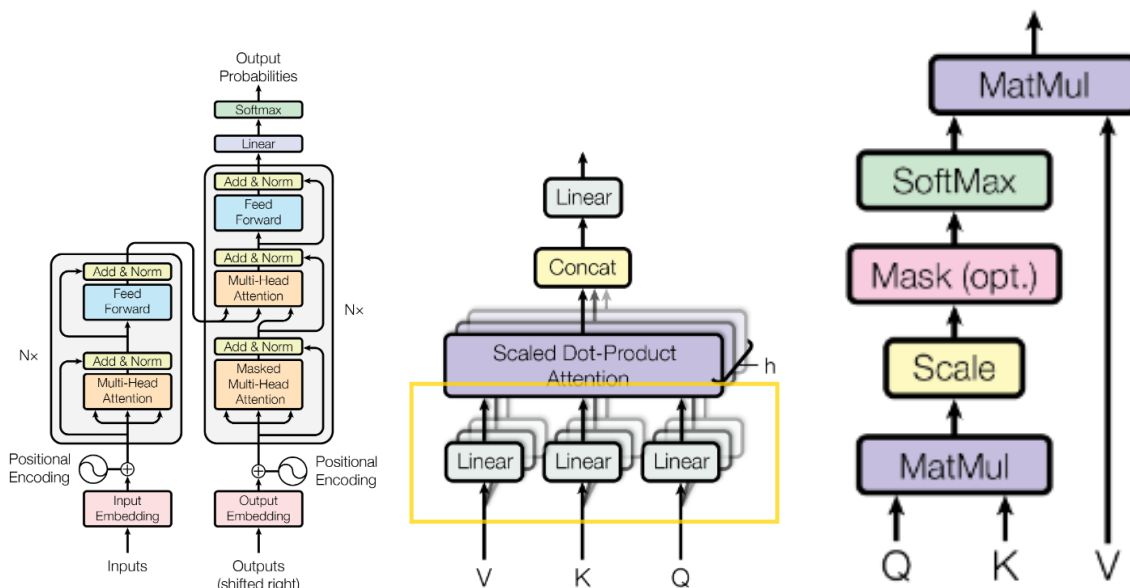 Output
Probabilities
Softmax
Linear
Add & Norm
Feed
Forward
Add & Norm
Multi-Head
Attention
Nx
Add & Norm
Masked
Multi-Head
Attention
Add & Norm
Feed
Forward
Nx
Add & Norm
Multi-Head
Attention
Positional
Encoding
Positional
Encoding
Input
Embedding
Output
Embedding
Inputs
Outputs
(shifted right)
Linear
Concat
Scaled Dot-Product
Attention
h
Linear
Linear
Linear
V
K
Q
MatMul
SoftMax
Mask (opt.)
Scale
MatMul
Q
K
V